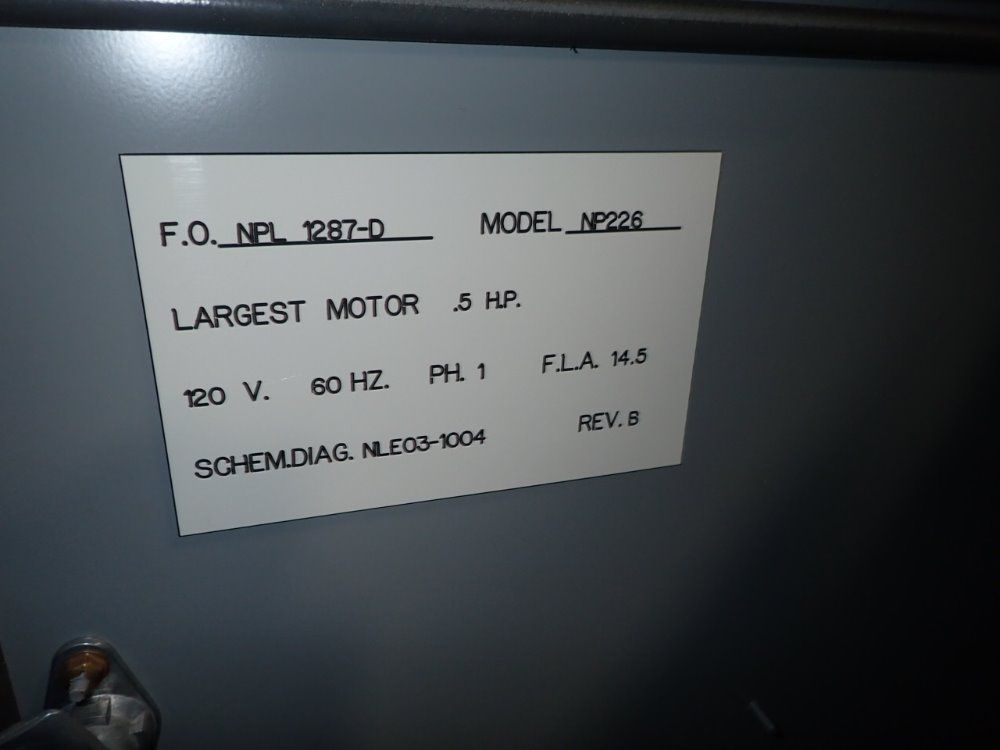 F.O. NPL 1287-D MODEL NP226
LARGEST MOTOR .5 H.P.
120 V. 60 HZ. PH. 1 F.L.A. 14.5
SCHEM.DIAG. NLE03-1004 REV. B